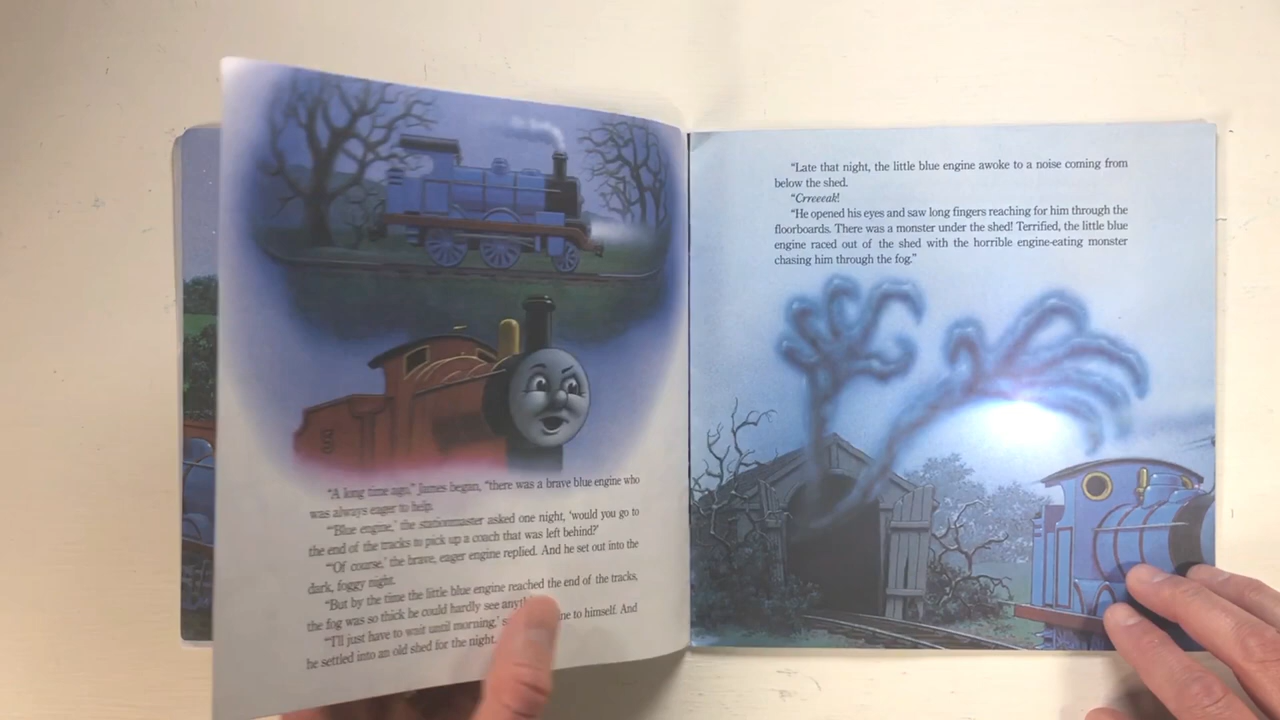 "A long time ago," James began, "there was a brave blue engine who
was always eager to help.
"'Blue engine,' the stationmaster asked one night, 'would you go to
the end of the tracks to pick up a coach that was left behind?'
"'Of course,' the brave, eager engine replied. And he set out into the
dark, foggy night.
"But by the time the little blue engine reached the end of the tracks,
the fog was so thick he could hardly see
"'I'll just have to wait until morning,' to himself. And
he settled into an old shed for the night.
"Late that night, the little blue engine awoke to a noise coming from
below the shed.
"Crreeeak!
"He opened his eyes and saw long fingers reaching for him through the
floorboards. There was a monster under the shed! Terrified, the little blue
engine raced out of the shed with the horrible engine-eating monster
chasing him through the fog."